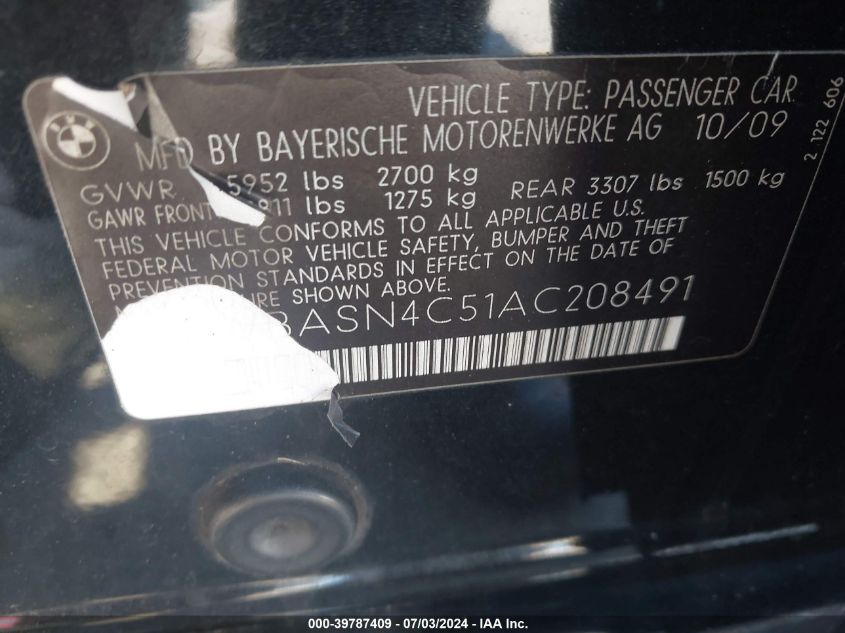 BMW
VEHICLE TYPE: PASSENGER CAR
MFD BY BAYERISCHE MOTORENWERKE AG 10/09
GVWR 5952 lbs 2700 kg
GAWR FRONT 811 lbs 1275 kg REAR 3307 lbs 1500 kg
THIS VEHICLE CONFORMS TO ALL APPLICABLE U.S.
FEDERAL MOTOR VEHICLE SAFETY, BUMPER AND THEFT
PREVENTION STANDARDS IN EFFECT ON THE DATE OF
URE SHOWN ABOVE.
BASN4C51AC208491
2 122 606
000-39787409 - 07/03/2024 - IAA Inc.